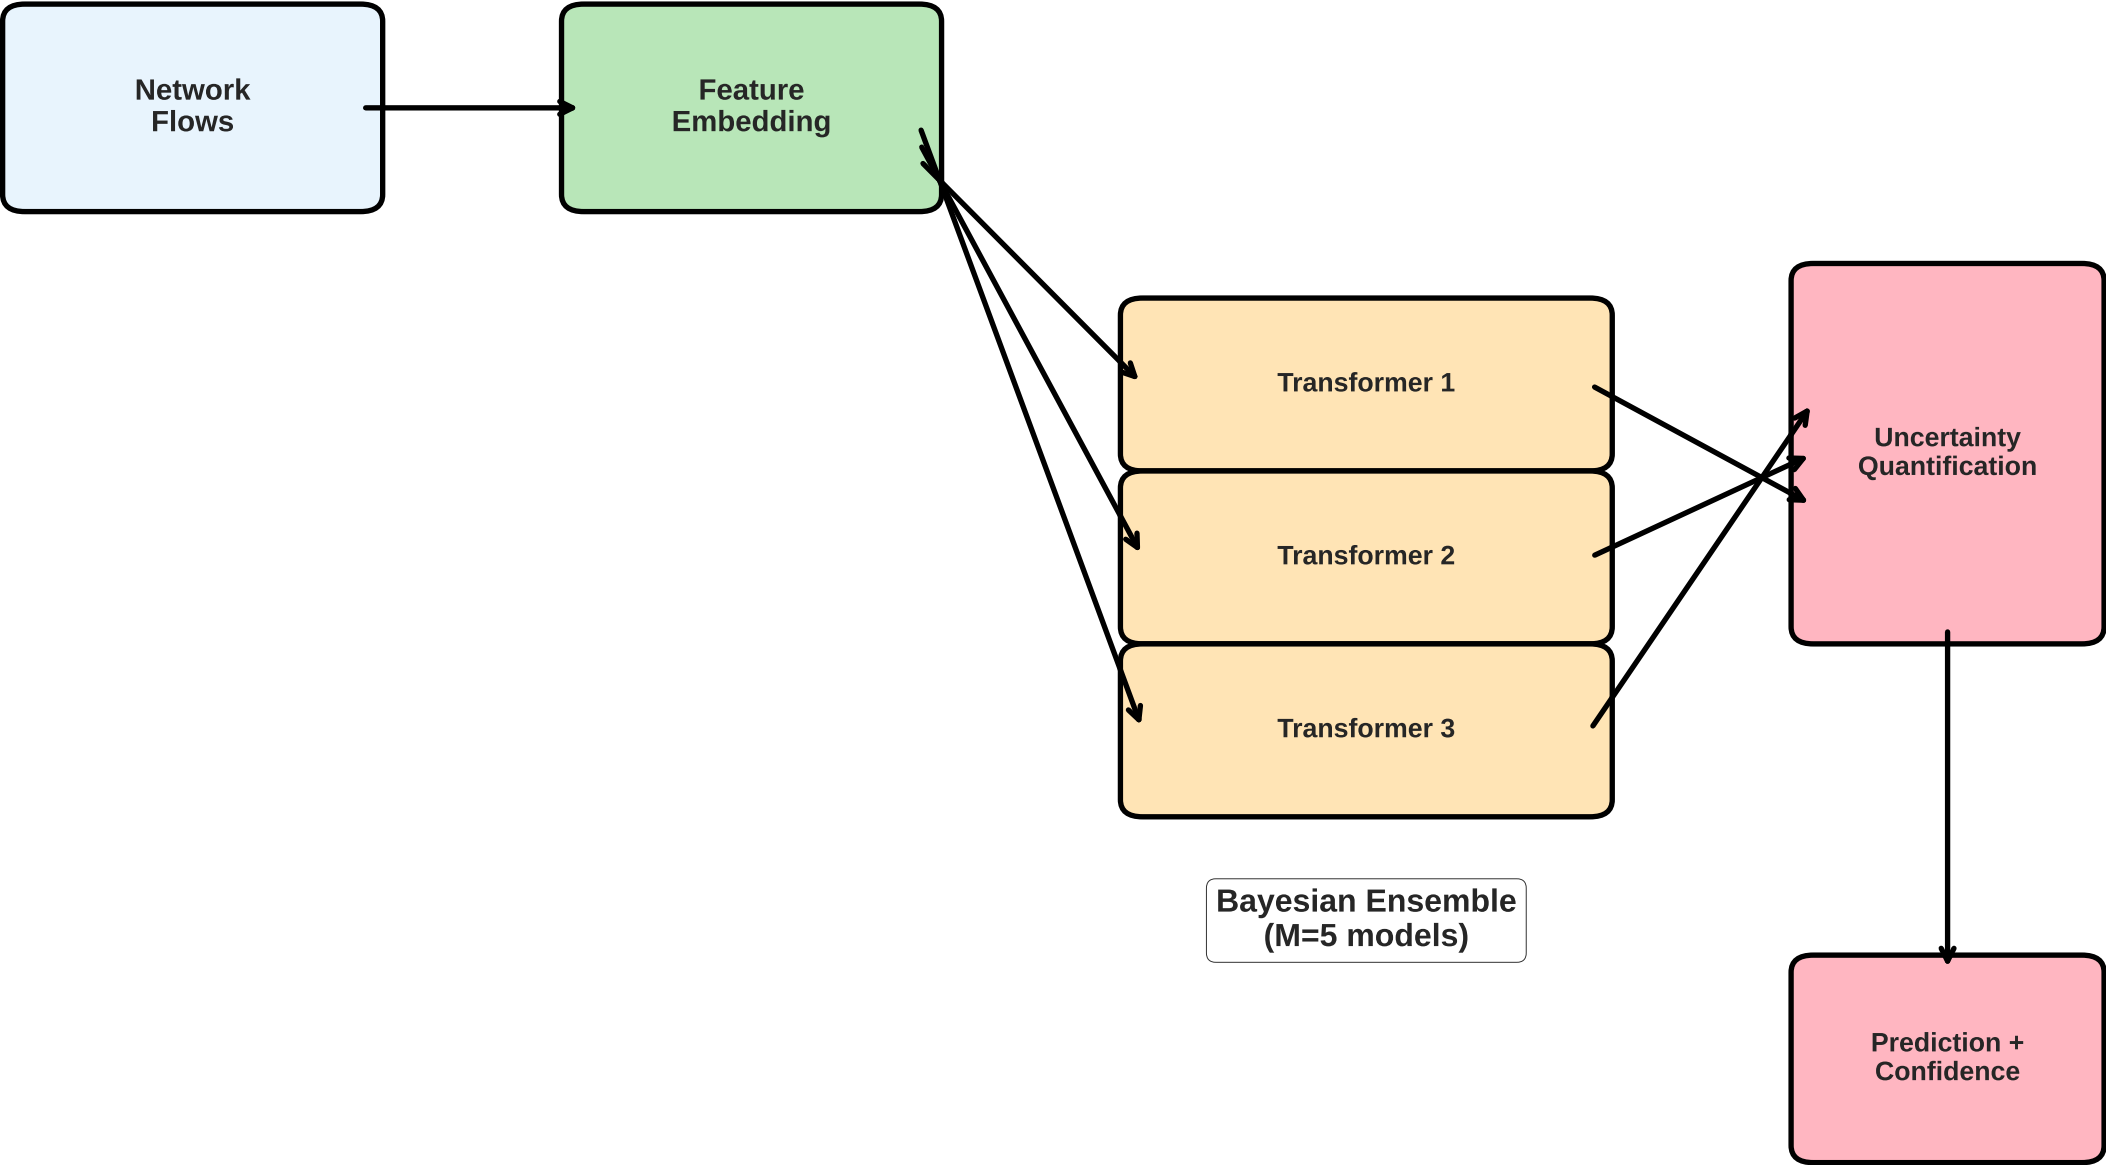 Network
Flows
Feature
Embedding
Transformer 1
Transformer 2
Transformer 3
Uncertainty
Quantification
Bayesian Ensemble
(M=5 models)
Prediction +
Confidence